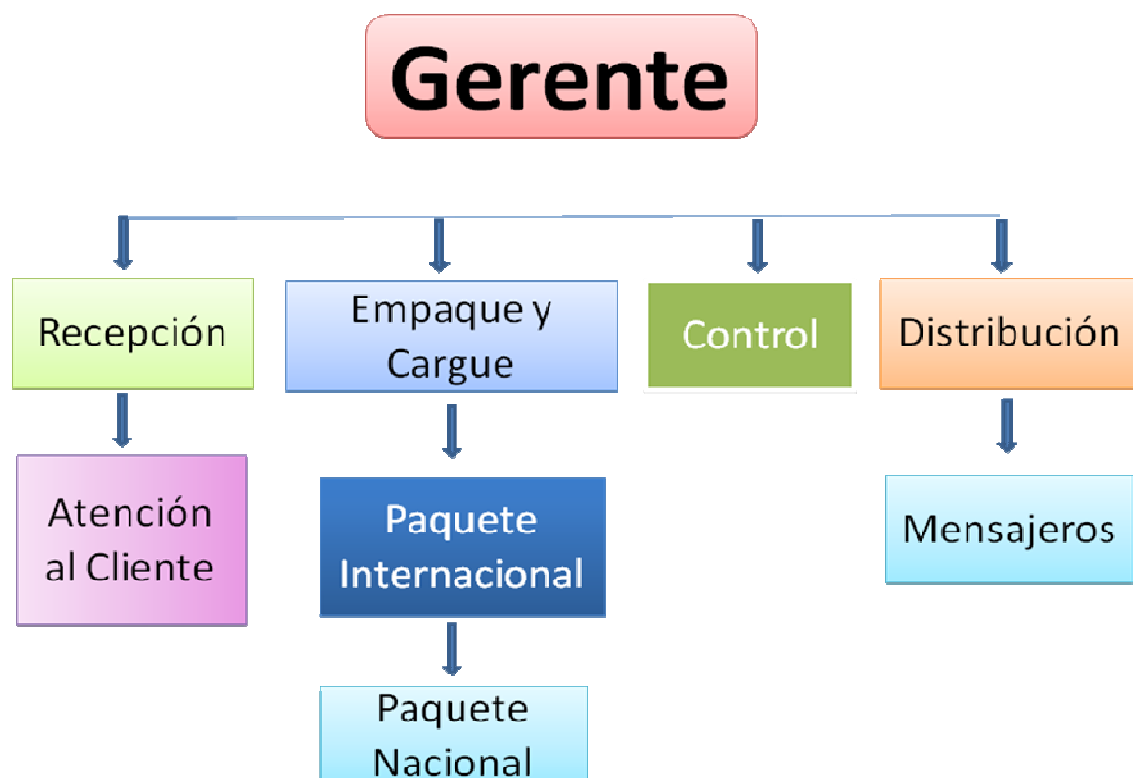 Gerente
Recepción
Empaque y
Cargue
Control
Distribución
Atención
al Cliente
Paquete
Internacional
Mensajeros
Paquete
Nacional